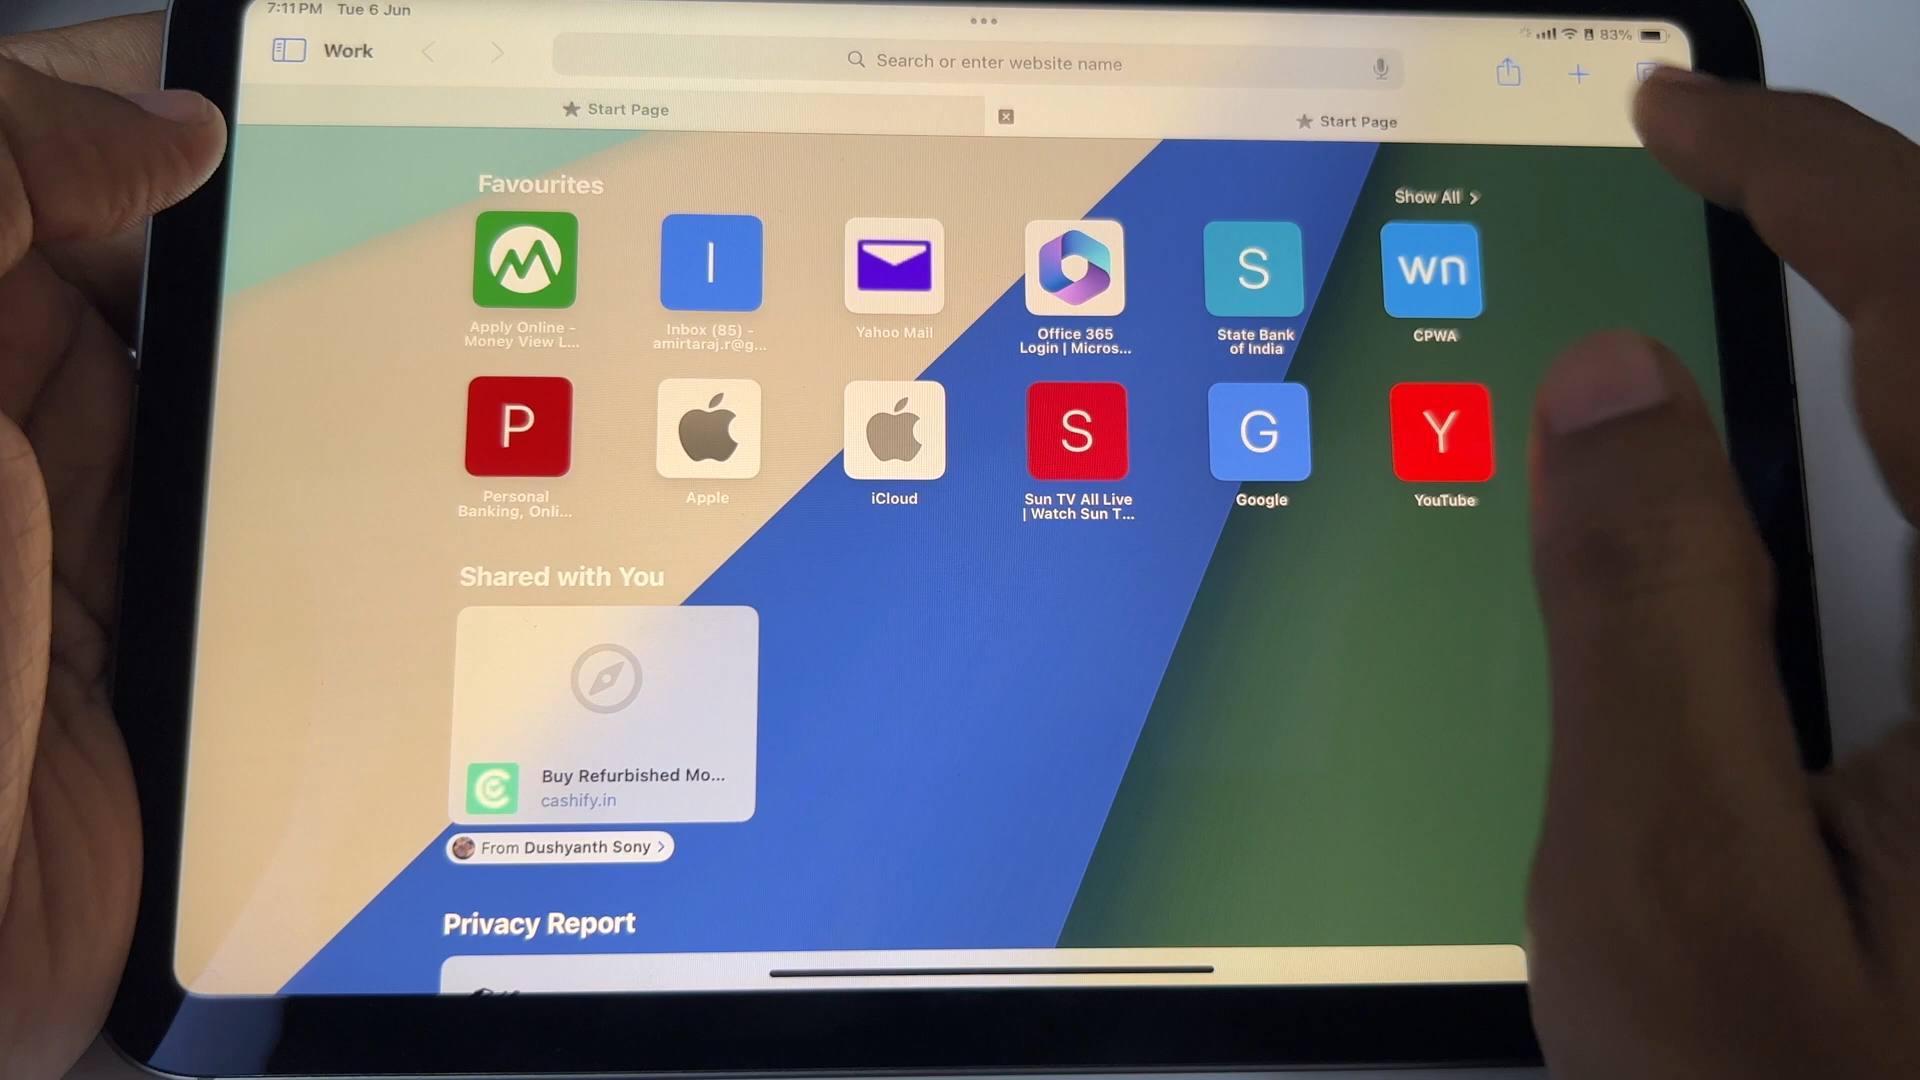 7:11 PM Tue 6 Jun
83%
Work
Search or enter website name
Start Page
Start Page
Favourites
Show All >
I
S
wn
Apply Online -
Money View L...
Inbox (85) -
amirtaraj.r@g...
Yahoo Mail
Office 365
Login | Micros...
State Bank
of India
CPWA
P
S
G
Y
Personal
Banking, Onli...
Apple
iCloud
Sun TV All Live
| Watch Sun T...
Google
YouTube
Shared with You
Buy Refurbished Mo...
cashify.in
From Dushyanth Sony >
Privacy Report